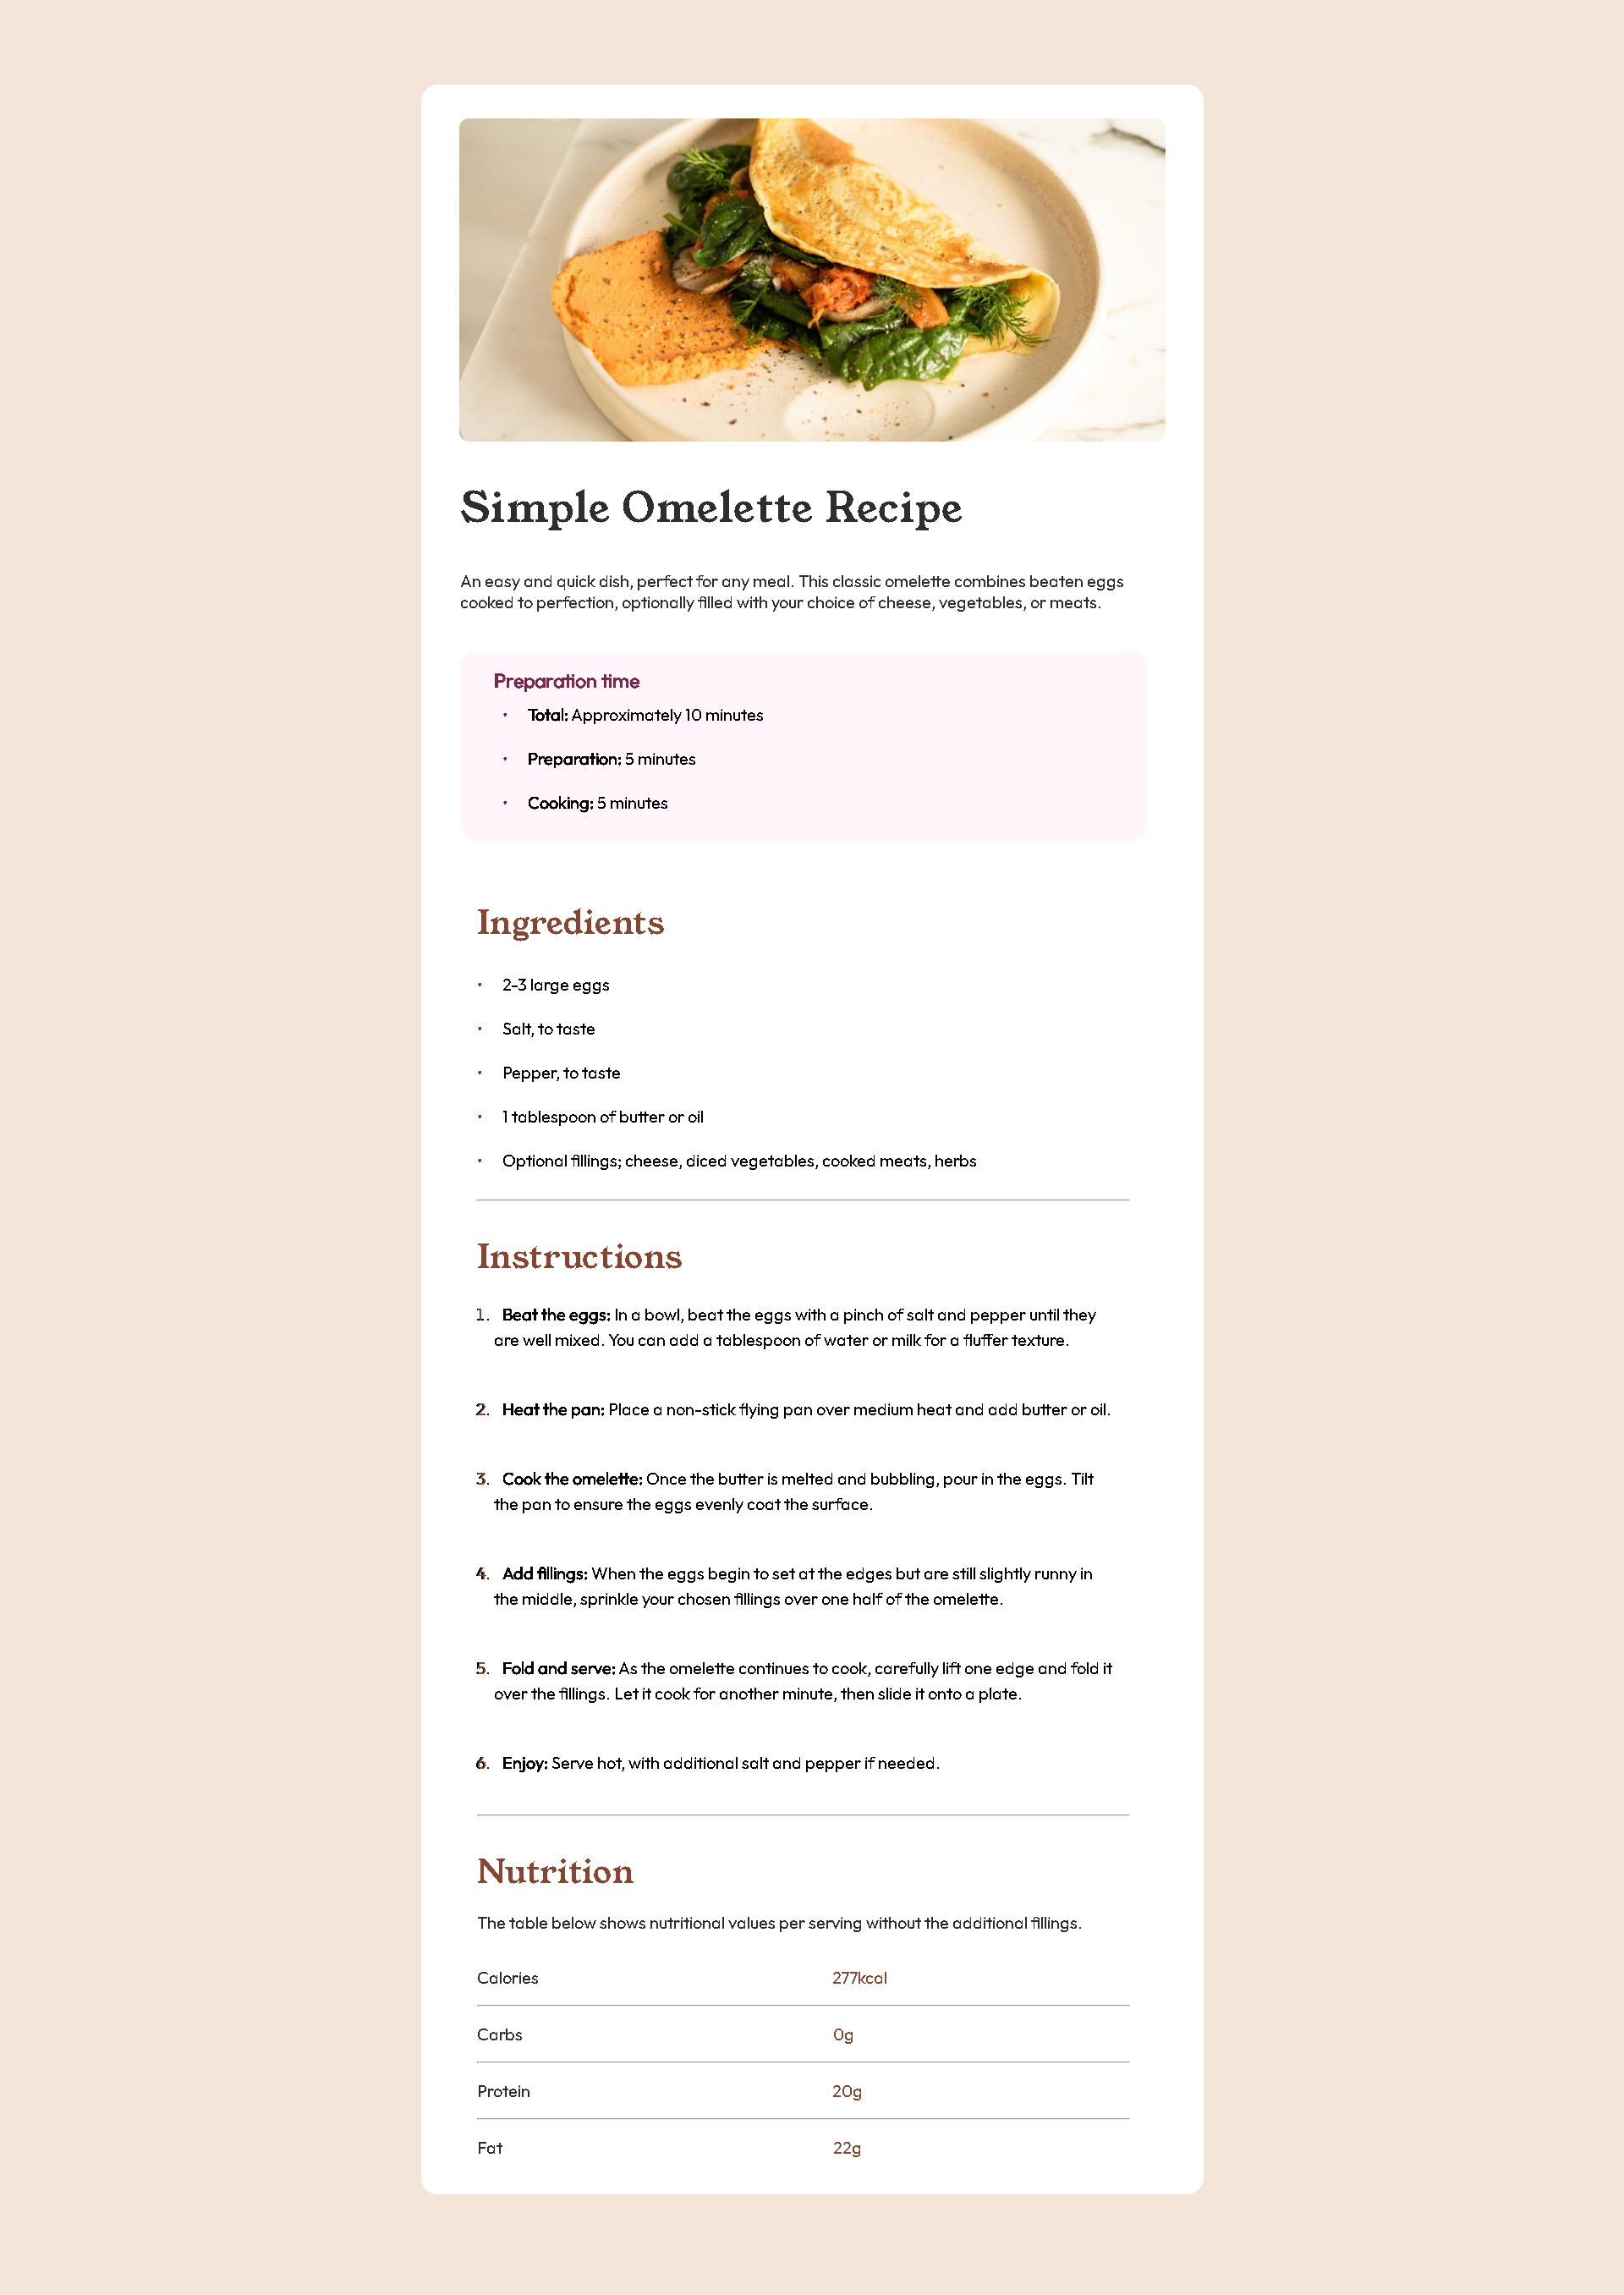 Simple Omelette Recipe
An easy and quick dish, perfect for any meal. This classic omelette combines beaten eggs
cooked to perfection, optionally filled with your choice of cheese, vegetables, or meats.
Preparation time
• Total: Approximately 10 minutes
• Preparation: 5 minutes
• Cooking: 5 minutes
Ingredients
• 2-3 large eggs
• Salt, to taste
• Pepper, to taste
• 1 tablespoon of butter or oil
• Optional fillings; cheese, diced vegetables, cooked meats, herbs
Instructions
1. Beat the eggs: In a bowl, beat the eggs with a pinch of salt and pepper until they
are well mixed. You can add a tablespoon of water or milk for a fluffer texture.
2. Heat the pan: Place a non-stick flying pan over medium heat and add butter or oil.
3. Cook the omelette: Once the butter is melted and bubbling, pour in the eggs. Tilt
the pan to ensure the eggs evenly coat the surface.
4. Add fillings: When the eggs begin to set at the edges but are still slightly runny in
the middle, sprinkle your chosen fillings over one half of the omelette.
5. Fold and serve: As the omelette continues to cook, carefully lift one edge and fold it
over the fillings. Let it cook for another minute, then slide it onto a plate.
6. Enjoy: Serve hot, with additional salt and pepper if needed.
Nutrition
The table below shows nutritional values per serving without the additional fillings.
Calories 277kcal
Carbs 0g
Protein 20g
Fat 22g